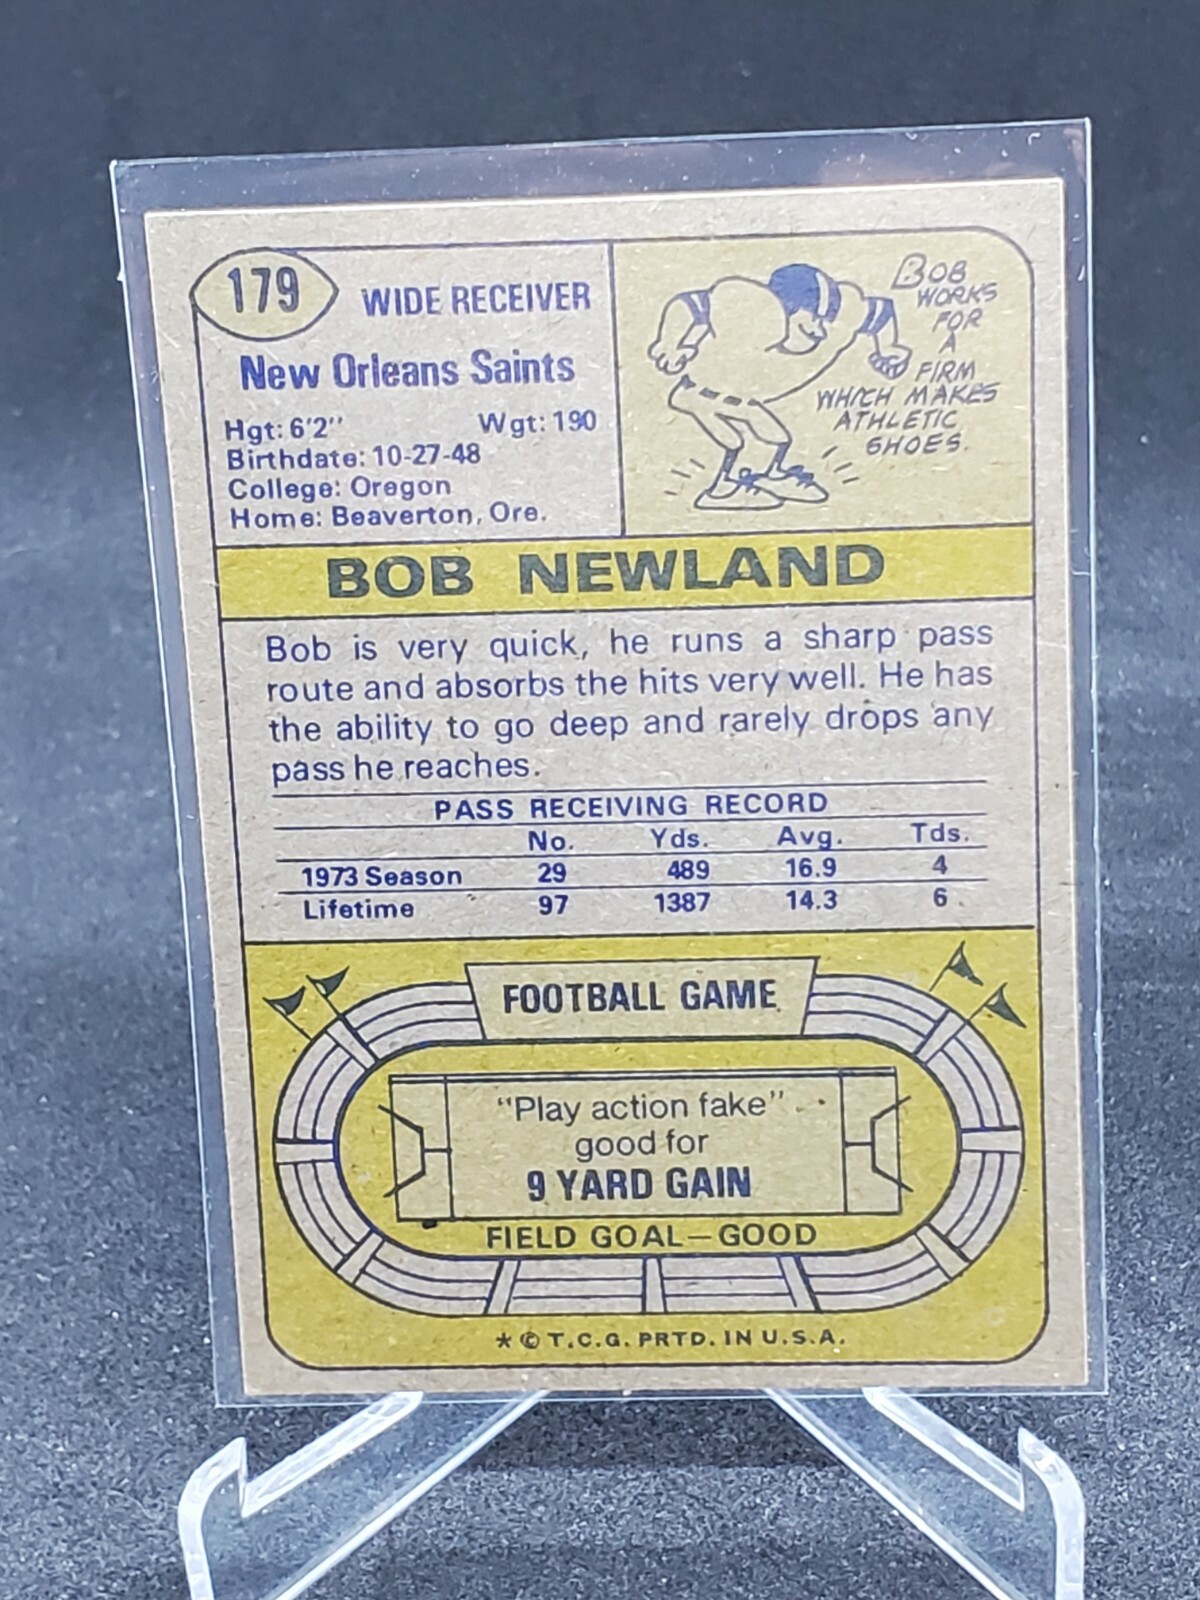 179
WIDE RECEIVER
New Orleans Saints
Hgt: 6'2" Wgt: 190
Birthdate: 10-27-48
College: Oregon
Home: Beaverton, Ore.
BOB
WORKS
FOR
A
FIRM
WHICH MAKES
ATHLETIC
SHOES.
BOB NEWLAND
Bob is very quick, he runs a sharp pass
route and absorbs the hits very well. He has
the ability to go deep and rarely drops any
pass he reaches.
PASS RECEIVING RECORD
No. Yds. Avg. Tds.
1973 Season 29 489 16.9 4
Lifetime 97 1387 14.3 6
FOOTBALL GAME
"Play action fake"
good for
9 YARD GAIN
FIELD GOAL—GOOD
* © T.C.G. PRTD. IN U.S.A.